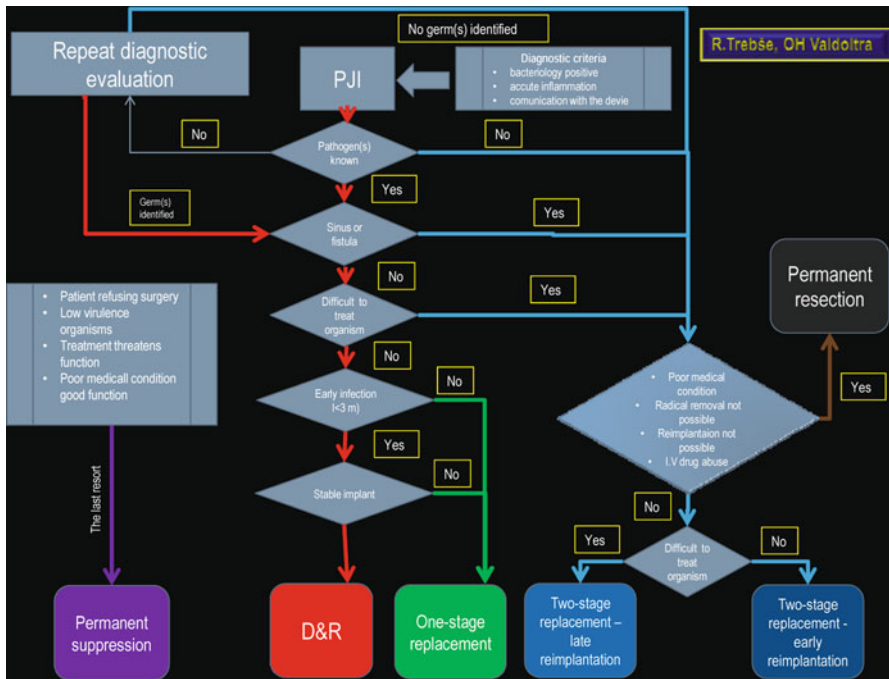 No germ(s) identified
R.Trebše, OH Valdoltra
Repeat diagnostic
evaluation
PJI
Diagnostic criteria
• bacteriology positive
• accute inflammation
• comunication with the devie
No
Pathogen(s)
known
No
Yes
Germ(s)
identified
Sinus or
fistula
Yes
No
Difficult to
treat
organism
Yes
Permanent
resection
• Patient refusing surgery
• Low virulence
organisms
• Treatment threatens
function
• Poor medicall condition
good function
No
Early infection
I<3 m)
No
• Poor medical
condition
• Radical removal not
possible
• Reimplantaion not
possible
• I.V drug abuse
Yes
Yes
Stable implant
No
The last resort
No
Yes
Difficult to
treat
organism
No
Permanent
suppression
D&R
One-stage
replacement
Two-stage
replacement –
late
reimplantation
Two-stage
replacement -
early
reimplantation